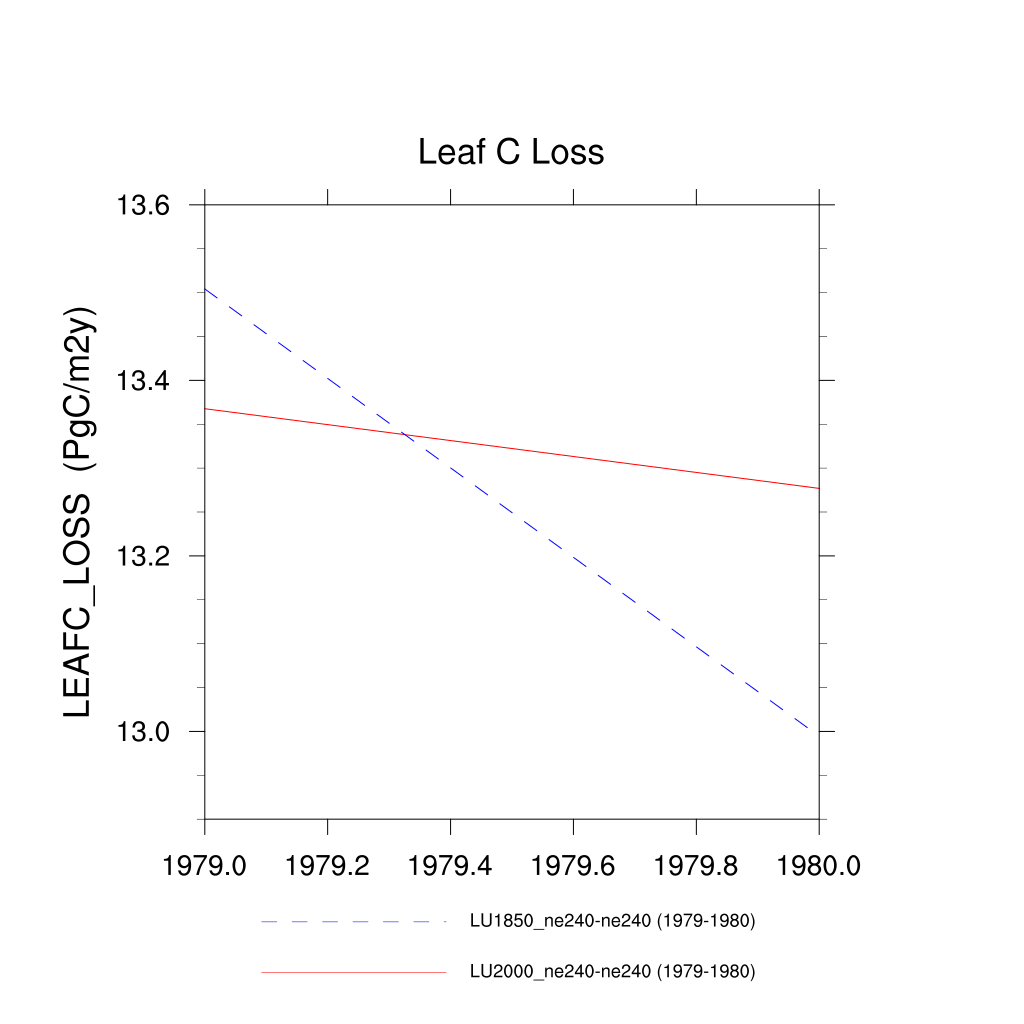 Leaf C Loss
LEAFC_LOSS (PgC/m2y)
13.6
13.4
13.2
13.0
1979.0 1979.2 1979.4 1979.6 1979.8 1980.0
LU1850_ne240-ne240 (1979-1980)
LU2000_ne240-ne240 (1979-1980)